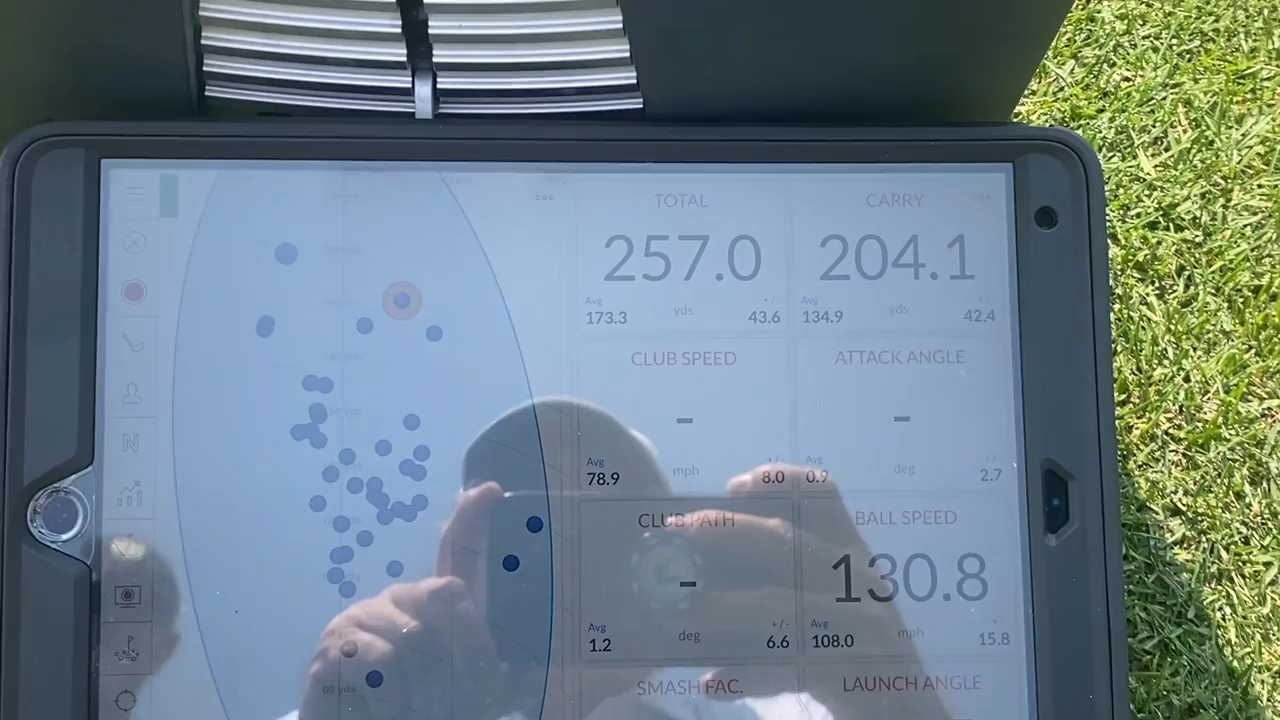 TOTAL CARRY
257.0 204.1
Avg +/- Avg +/-
173.3 yds 43.6 134.9 yds 42.4
CLUB SPEED ATTACK ANGLE
- -
Avg +/- Avg +/-
78.9 mph 8.0 0.9 deg 2.7
CLUB PATH BALL SPEED
- 130.8
Avg +/- Avg +/-
1.2 deg 6.6 108.0 mph 15.8
N
60 yds
SMASH FAC. LAUNCH ANGLE